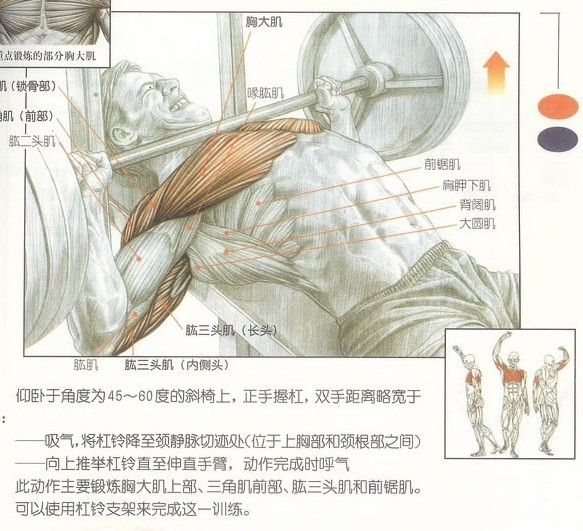 胸大肌
重点锻炼的部分胸大肌
肌（锁骨部）
喙肱肌
角肌（前部）
肱二头肌
前锯肌
肩胛下肌
背阔肌
大圆肌
肱三头肌（长头）
肱肌
肱三头肌（内侧头）
仰卧于角度为45～60度的斜椅上，正手握杠，双手距离略宽于
：
——吸气，将杠铃降至颈静脉切迹处（位于上胸部和颈根部之间）
——向上推举杠铃直至伸直手臂，动作完成时呼气
此动作主要锻炼胸大肌上部、三角肌前部、肱三头肌和前锯肌。
可以使用杠铃支架来完成这一训练。